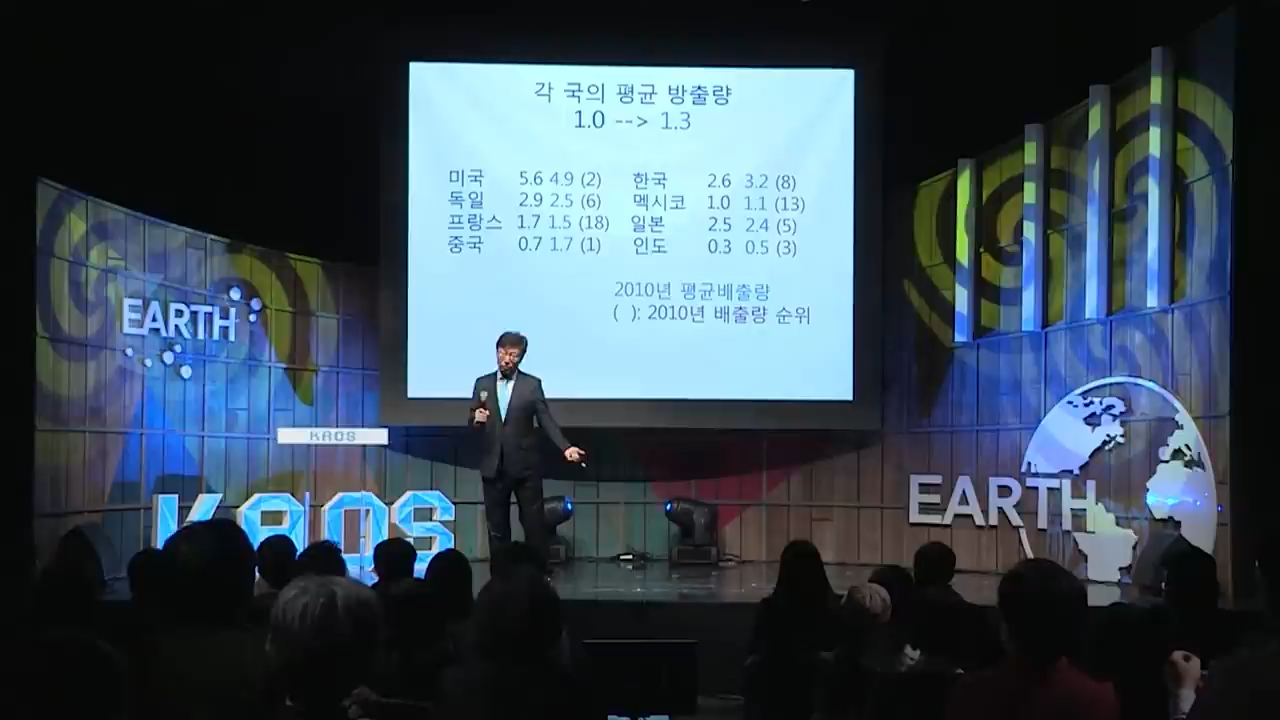 각 국의 평균 방출량
1.0 --> 1.3
미국 5.6 4.9 (2) 한국 2.6 3.2 (8)
독일 2.9 2.5 (6) 멕시코 1.0 1.1 (13)
프랑스 1.7 1.5 (18) 일본 2.5 2.4 (5)
중국 0.7 1.7 (1) 인도 0.3 0.5 (3)
2010년 평균배출량
( ): 2010년 배출량 순위
EARTH
KAOS
KAOS
EARTH